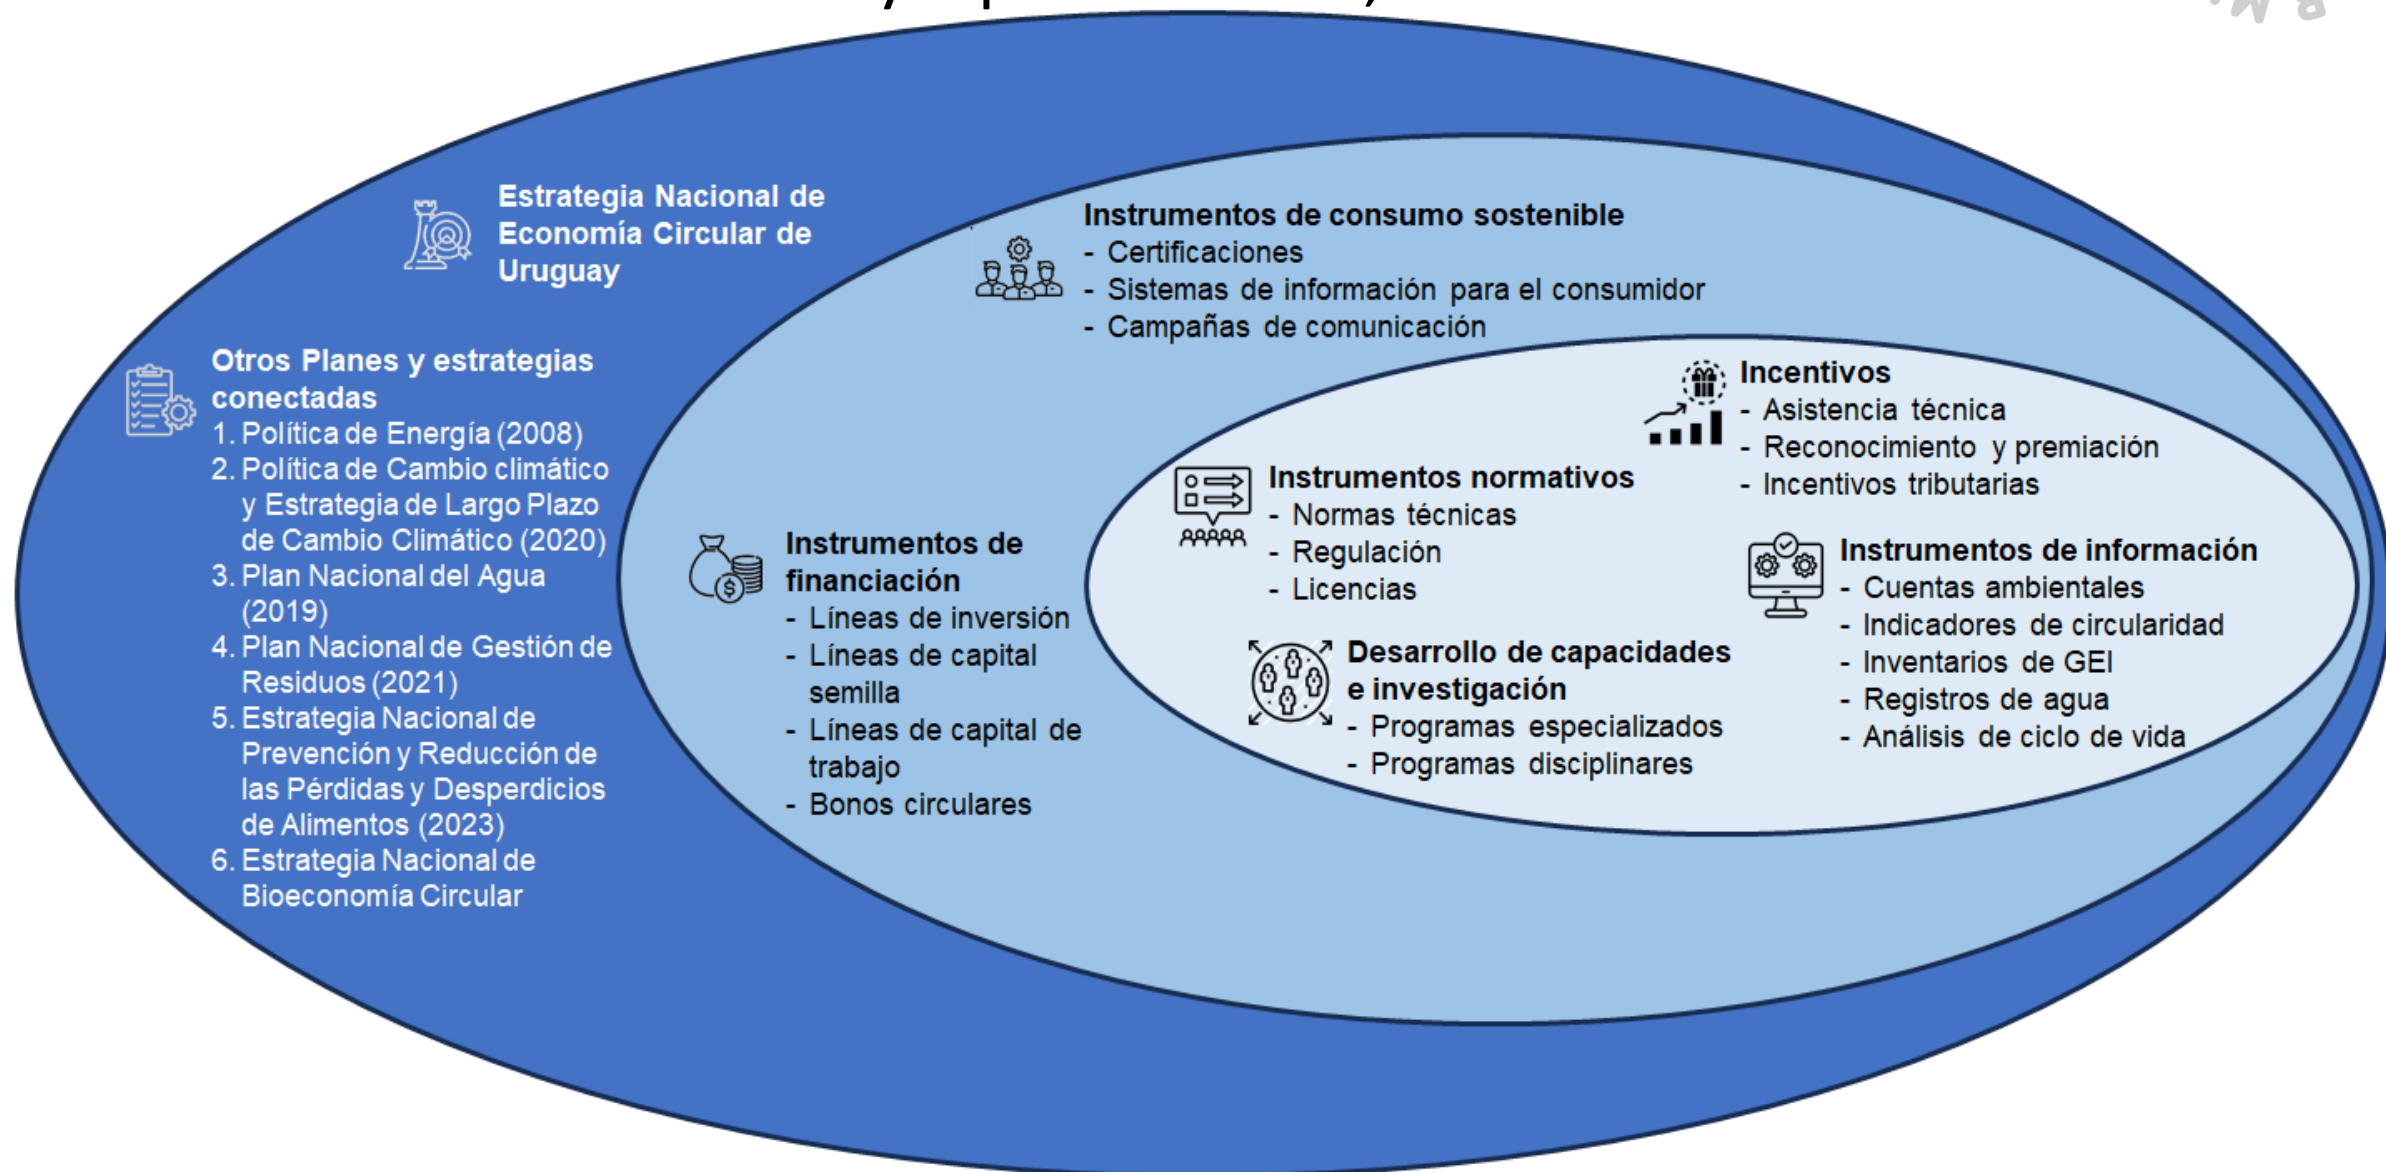 Estrategia Nacional de
Economía Circular de
Uruguay
Otros Planes y estrategias
conectadas
1. Política de Energía (2008)
2. Política de Cambio climático
y Estrategia de Largo Plazo
de Cambio Climático (2020)
3. Plan Nacional del Agua
(2019)
4. Plan Nacional de Gestión de
Residuos (2021)
5. Estrategia Nacional de
Prevención y Reducción de
las Pérdidas y Desperdicios
de Alimentos (2023)
6. Estrategia Nacional de
Bioeconomía Circular
Instrumentos de consumo sostenible
- Certificaciones
- Sistemas de información para el consumidor
- Campañas de comunicación
Instrumentos de
financiación
- Líneas de inversión
- Líneas de capital
semilla
- Líneas de capital de
trabajo
- Bonos circulares
Incentivos
- Asistencia técnica
- Reconocimiento y premiación
- Incentivos tributarias
Instrumentos normativos
- Normas técnicas
- Regulación
- Licencias
Instrumentos de información
- Cuentas ambientales
- Indicadores de circularidad
- Inventarios de GEI
- Registros de agua
- Análisis de ciclo de vida
Desarrollo de capacidades
e investigación
- Programas especializados
- Programas disciplinares